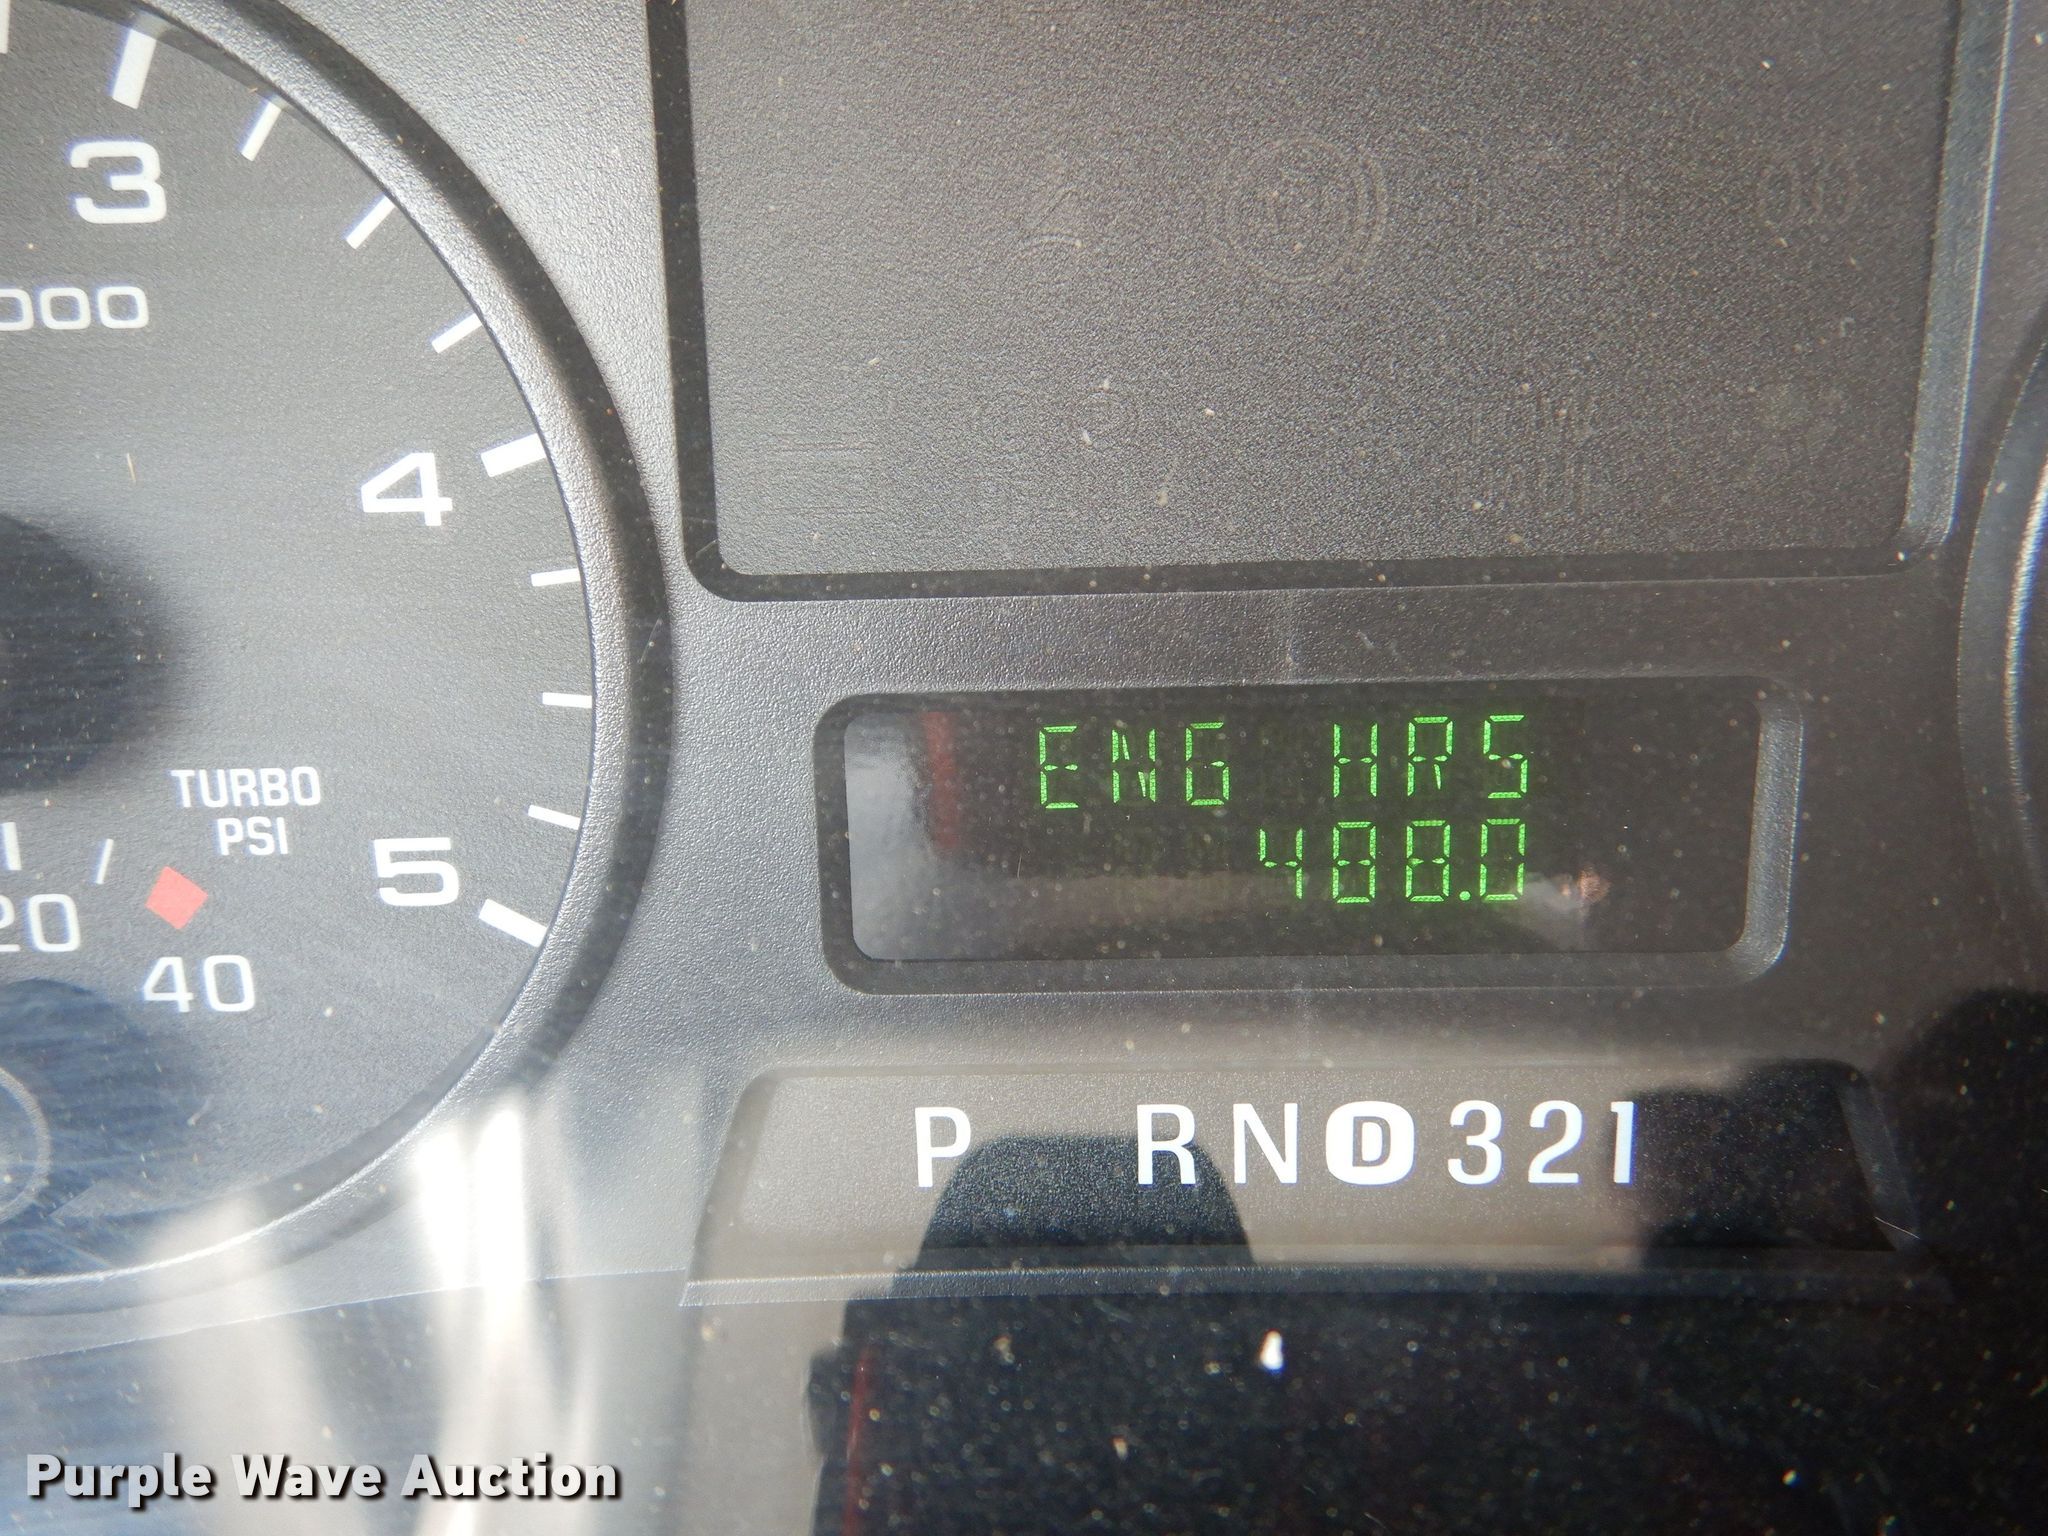 3
000
4
TURBO
PSI
5
20
40
ENG HRS
488.0
P RND321
Purple Wave Auction